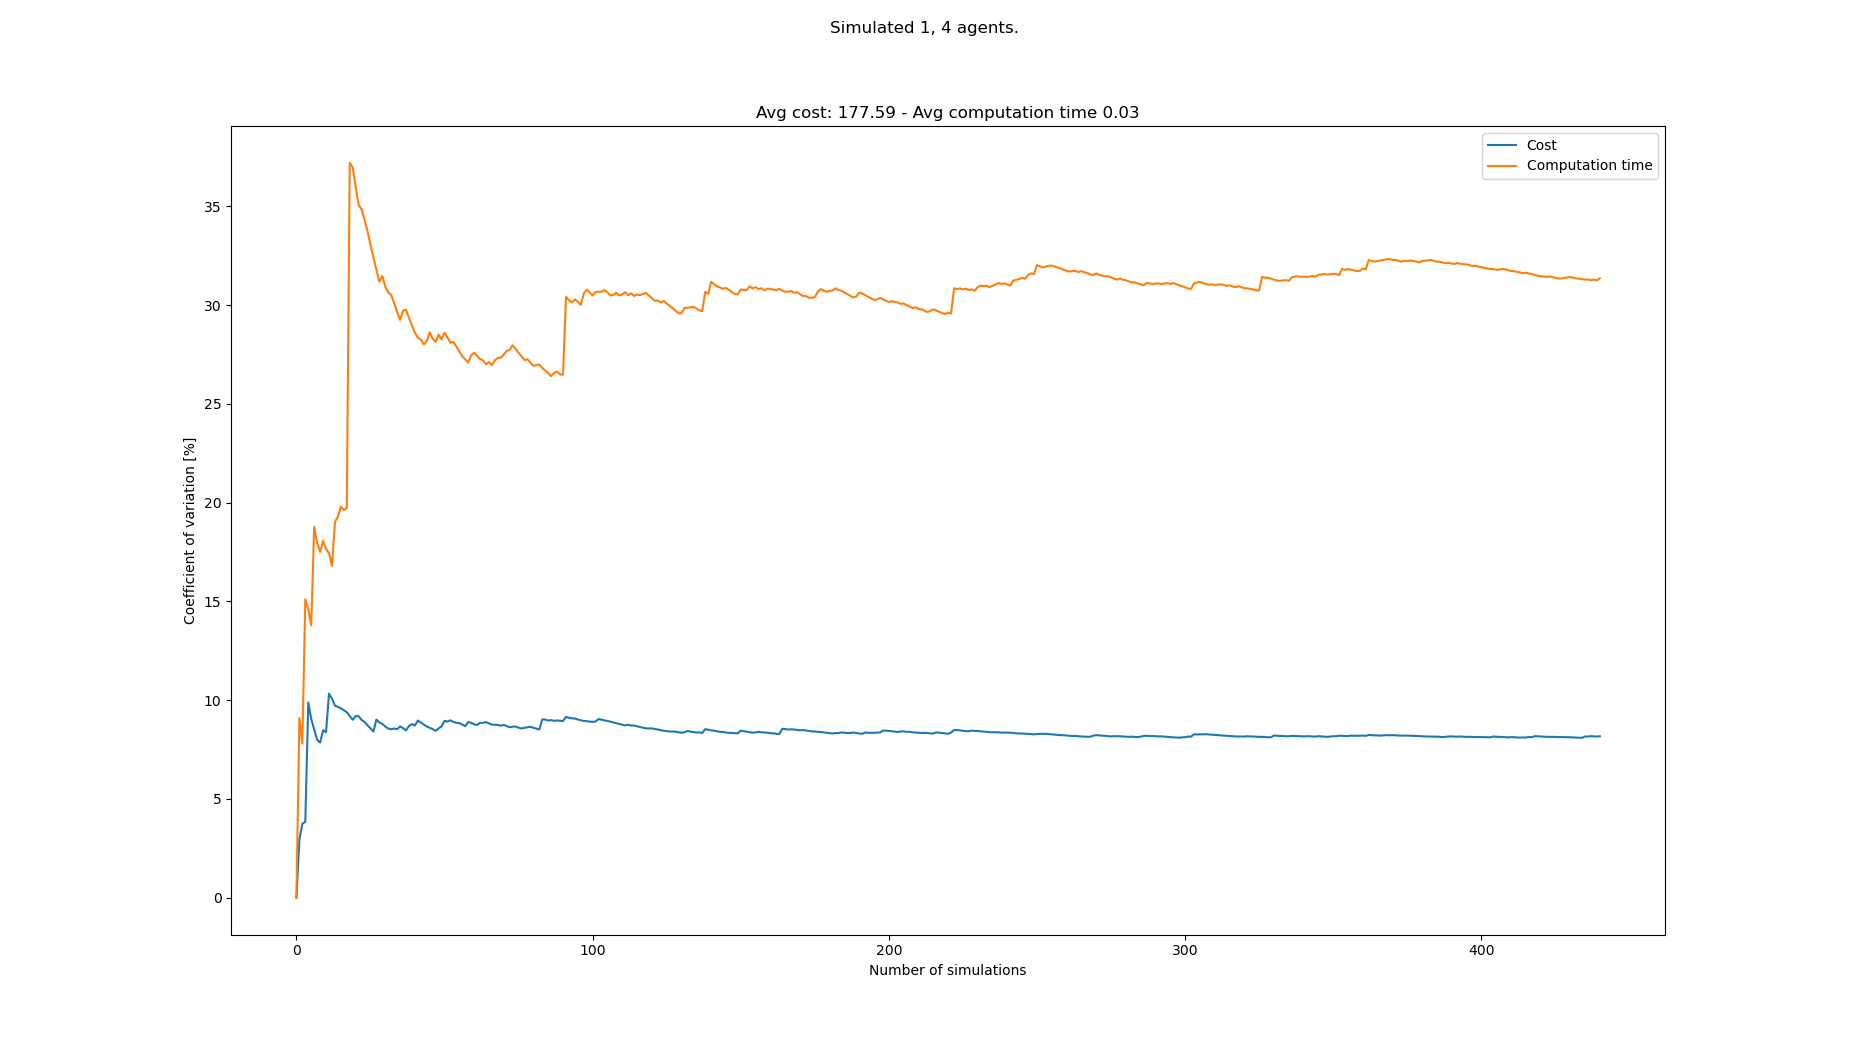 Simulated 1, 4 agents.
Avg cost: 177.59 - Avg computation time 0.03
Cost
Computation time
Coefficient of variation [%]
35
30
25
20
15
10
5
0
0 100 200 300 400
Number of simulations